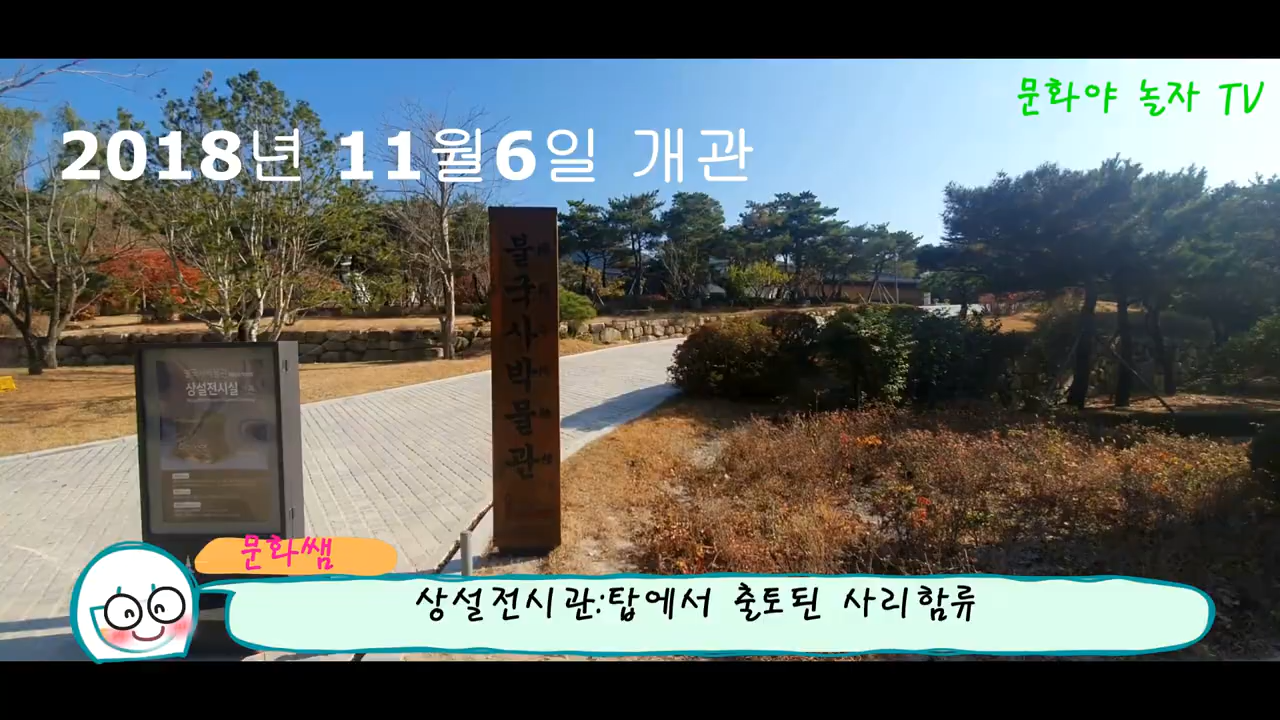 문화야 놀자 TV
2018년 11월6일 개관
불국사박물관
상설전시실
문화쌤
상설전시관:탑에서 출토된 사리함류